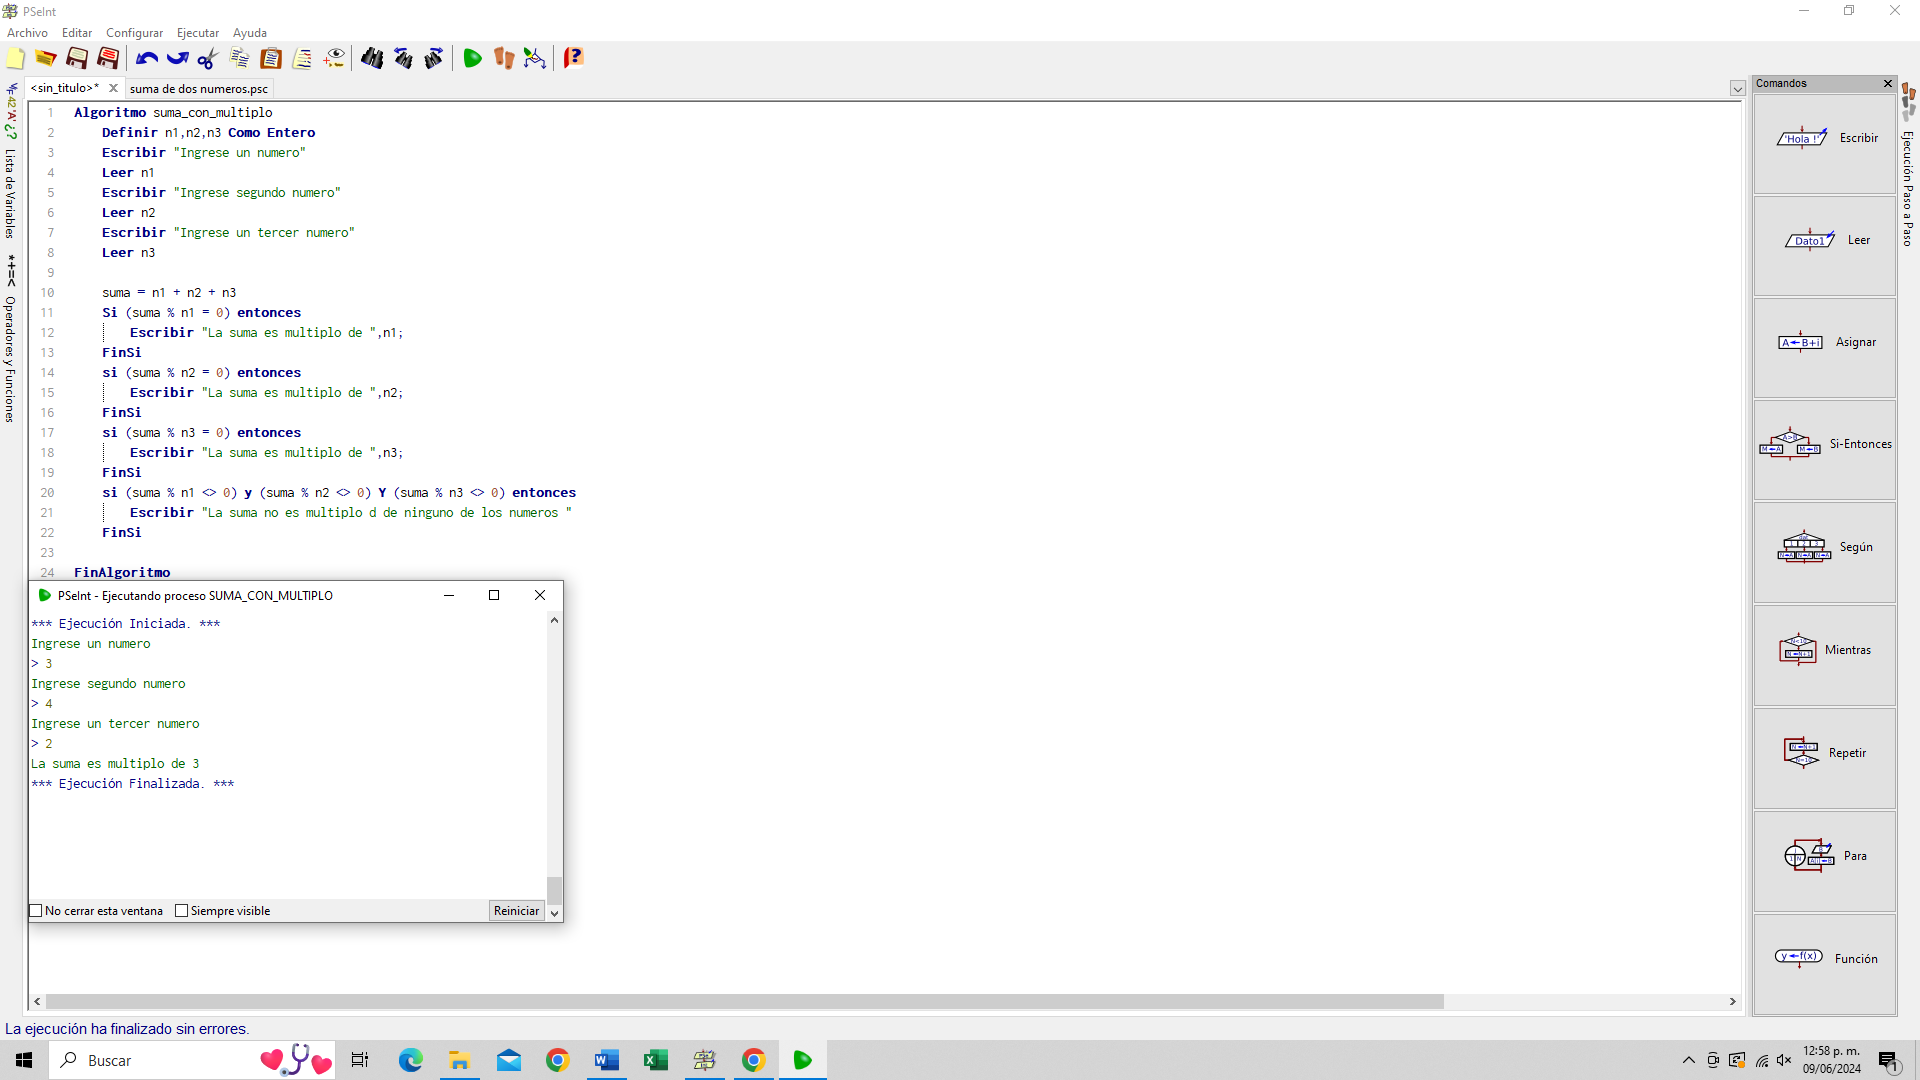 PSeInt
Archivo Editar Configurar Ejecutar Ayuda
<sin_titulo>* suma de dos numeros.psc
Lista de Variables
*+=< Operadores y Funciones
1 Algoritmo suma_con_multiplo
2 Definir n1,n2,n3 Como Entero
3 Escribir "Ingrese un numero"
4 Leer n1
5 Escribir "Ingrese segundo numero"
6 Leer n2
7 Escribir "Ingrese un tercer numero"
8 Leer n3
9
10 suma = n1 + n2 + n3
11 Si (suma % n1 = 0) entonces
12 Escribir "La suma es multiplo de ",n1;
13 FinSi
14 si (suma % n2 = 0) entonces
15 Escribir "La suma es multiplo de ",n2;
16 FinSi
17 si (suma % n3 = 0) entonces
18 Escribir "La suma es multiplo de ",n3;
19 FinSi
20 si (suma % n1 <> 0) y (suma % n2 <> 0) Y (suma % n3 <> 0) entonces
21 Escribir "La suma no es multiplo d de ninguno de los numeros "
22 FinSi
23
24 FinAlgoritmo
PSeInt - Ejecutando proceso SUMA_CON_MULTIPLO
*** Ejecución Iniciada. ***
Ingrese un numero
> 3
Ingrese segundo numero
> 4
Ingrese un tercer numero
> 2
La suma es multiplo de 3
*** Ejecución Finalizada. ***
No cerrar esta ventana Siempre visible Reiniciar
Comandos
'Hola !' Escribir
Dato1 Leer
A←B+i Asignar
A>B Si-Entonces
Según
Mientras
Repetir
Para
y←f(x) Función
Ejecución Paso a Paso
La ejecución ha finalizado sin errores.
Buscar
12:58 p. m.
09/06/2024
1